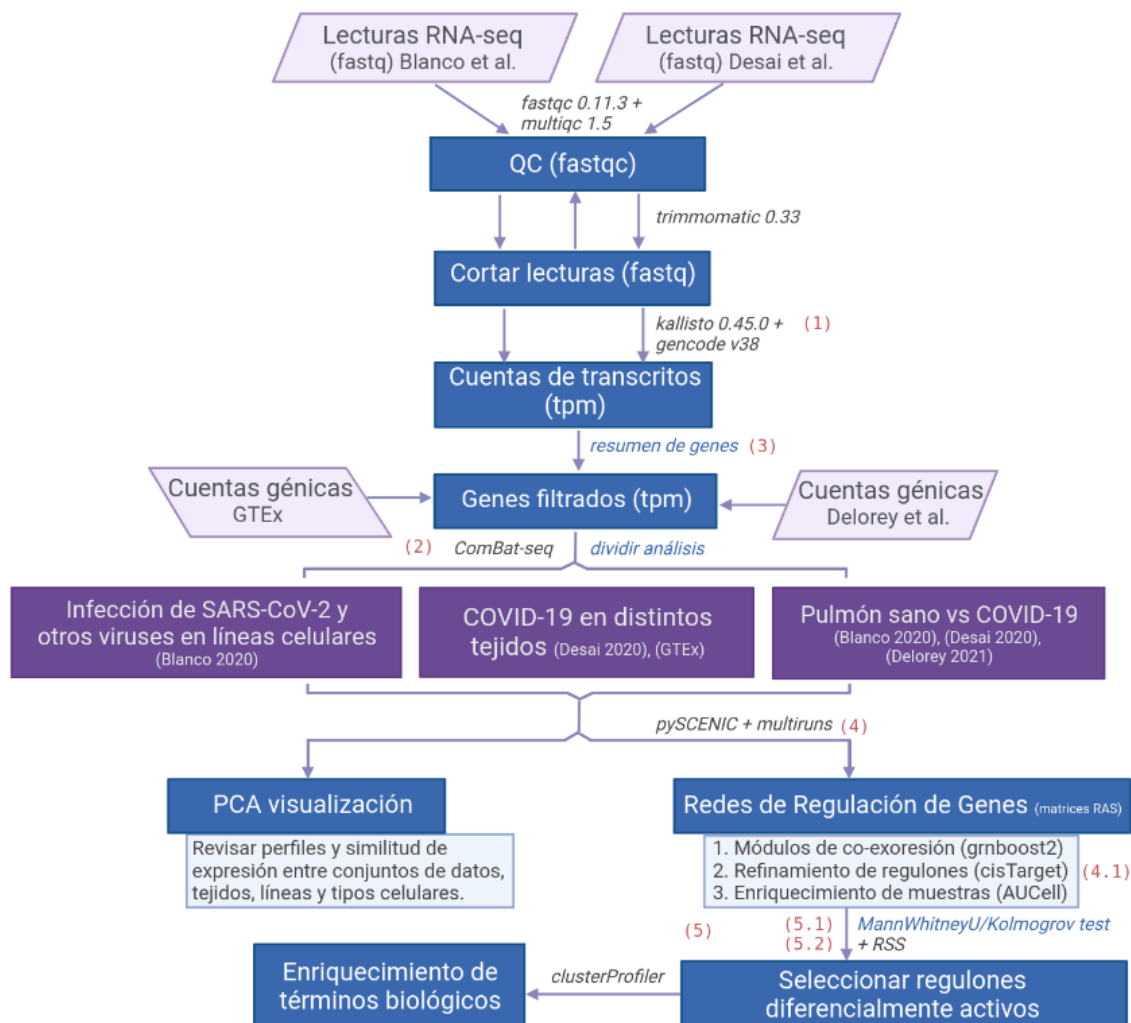 Lecturas RNA-seq
(fastq) Blanco et al.
Lecturas RNA-seq
(fastq) Desai et al.
fastqc 0.11.3 +
multiqc 1.5
QC (fastqc)
trimmomatic 0.33
Cortar lecturas (fastq)
kallisto 0.45.0 + (1)
gencode v38
Cuentas de transcritos
(tpm)
resumen de genes (3)
Cuentas génicas
GTEx
Genes filtrados (tpm)
Cuentas génicas
Delorey et al.
(2) ComBat-seq dividir análisis
Infección de SARS-CoV-2 y
otros viruses en líneas celulares
(Blanco 2020)
COVID-19 en distintos
tejidos (Desai 2020), (GTEx)
Pulmón sano vs COVID-19
(Blanco 2020), (Desai 2020),
(Delorey 2021)
pySCENIC + multiruns (4)
PCA visualización
Revisar perfiles y similitud de
expresión entre conjuntos de datos,
tejidos, líneas y tipos celulares.
Redes de Regulación de Genes (matrices RAS)
1. Módulos de co-exoresión (grnboost2)
2. Refinamiento de regulones (cisTarget) (4.1)
3. Enriquecimiento de muestras (AUCell)
(5) (5.1) MannWhitneyU/Kolmogrov test
(5.2) + RSS
Enriquecimiento de
términos biológicos
clusterProfiler
Seleccionar regulones
diferencialmente activos